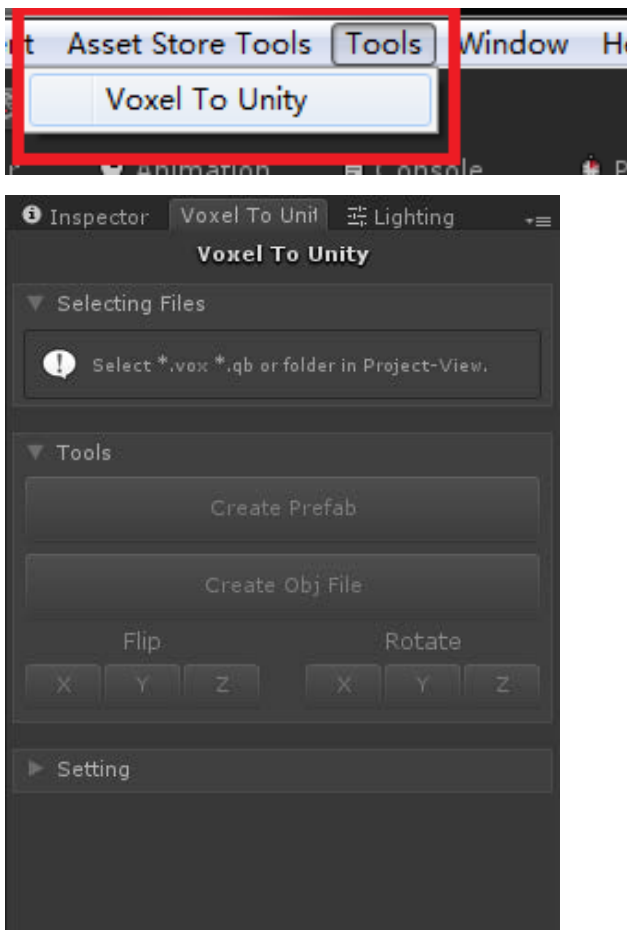 t Asset Store Tools Tools Window He
Voxel To Unity
Animation Console P
Inspector Voxel To Unit Lighting
Voxel To Unity
Selecting Files
Select *.vox *.qb or folder in Project-View.
Tools
Create Prefab
Create Obj File
Flip Rotate
X Y Z X Y Z
Setting